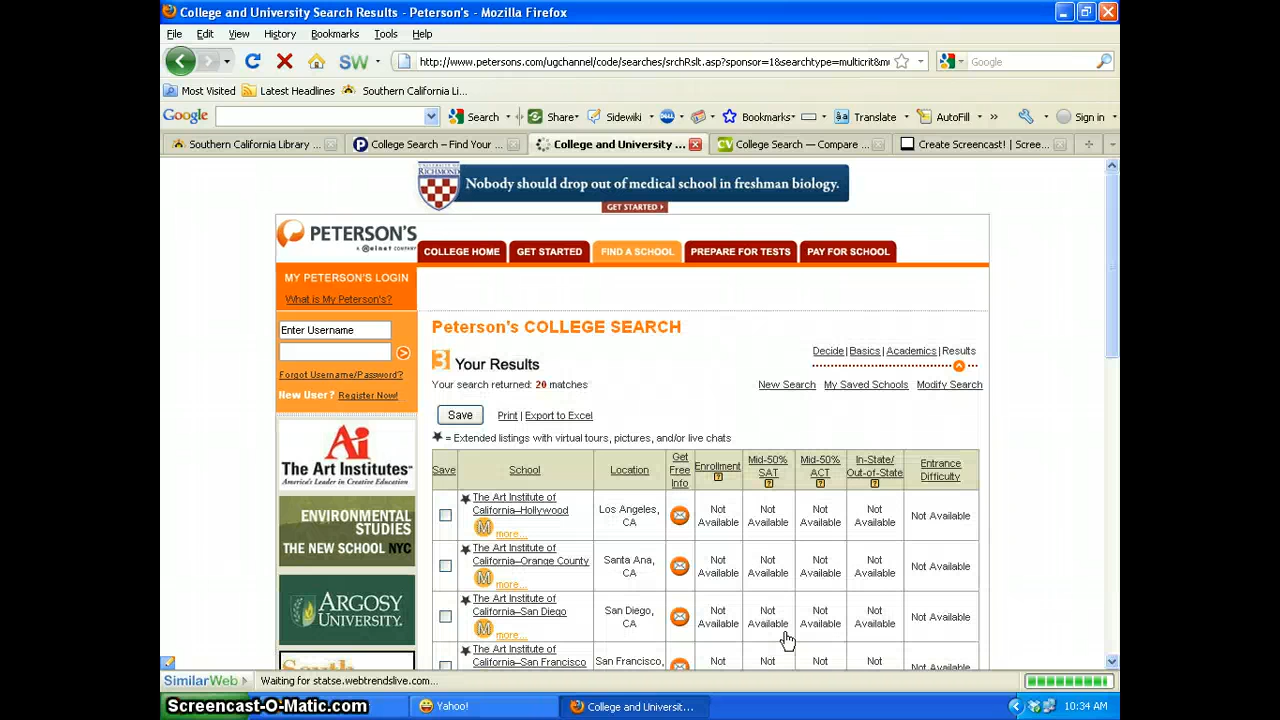 College and University Search Results - Peterson's - Mozilla Firefox
File Edit View History Bookmarks Tools Help
SW http://www.petersons.com/ugchannel/code/searches/srchRslt.asp?sponsor=1&searchtype=multicrit&m Google
Most Visited Latest Headlines Southern California Li...
Google Search Share Sidewiki Bookmarks Translate AutoFill » Sign in
Southern California Library ... College Search – Find Your ... College and University ... College Search — Compare ... Create Screencast! | Scree...
RICHMOND
Nobody should drop out of medical school in freshman biology.
GET STARTED
PETERSON'S
A nelnet COMPANY
COLLEGE HOME GET STARTED FIND A SCHOOL PREPARE FOR TESTS PAY FOR SCHOOL
MY PETERSON'S LOGIN
What is My Peterson's?
Enter Username
Forgot Username/Password?
New User? Register Now!
Peterson's COLLEGE SEARCH
3 Your Results
Decide | Basics | Academics | Results
Your search returned: 20 matches
New Search My Saved Schools Modify Search
Save Print | Export to Excel
= Extended listings with virtual tours, pictures, and/or live chats
Save School Location Get Free Info Enrollment ? Mid-50% SAT ? Mid-50% ACT ? In-State/ Out-of-State ? Entrance Difficulty
The Art Institute of California–Hollywood M more... Los Angeles, CA Not Available Not Available Not Available Not Available Not Available
The Art Institute of California–Orange County M more... Santa Ana, CA Not Available Not Available Not Available Not Available Not Available
The Art Institute of California–San Diego M more... San Diego, CA Not Available Not Available Not Available Not Available Not Available
The Art Institute of California–San Francisco San Francisco, Not Not Not Not Not Available
Ai
The Art Institutes
America's Leader in Creative Education
ENVIRONMENTAL STUDIES
THE NEW SCHOOL NYC
ARGOSY UNIVERSITY.
South
SimilarWeb Waiting for statse.webtrendslive.com...
Screencast-O-Matic.com Yahoo! College and Universit... 10:34 AM